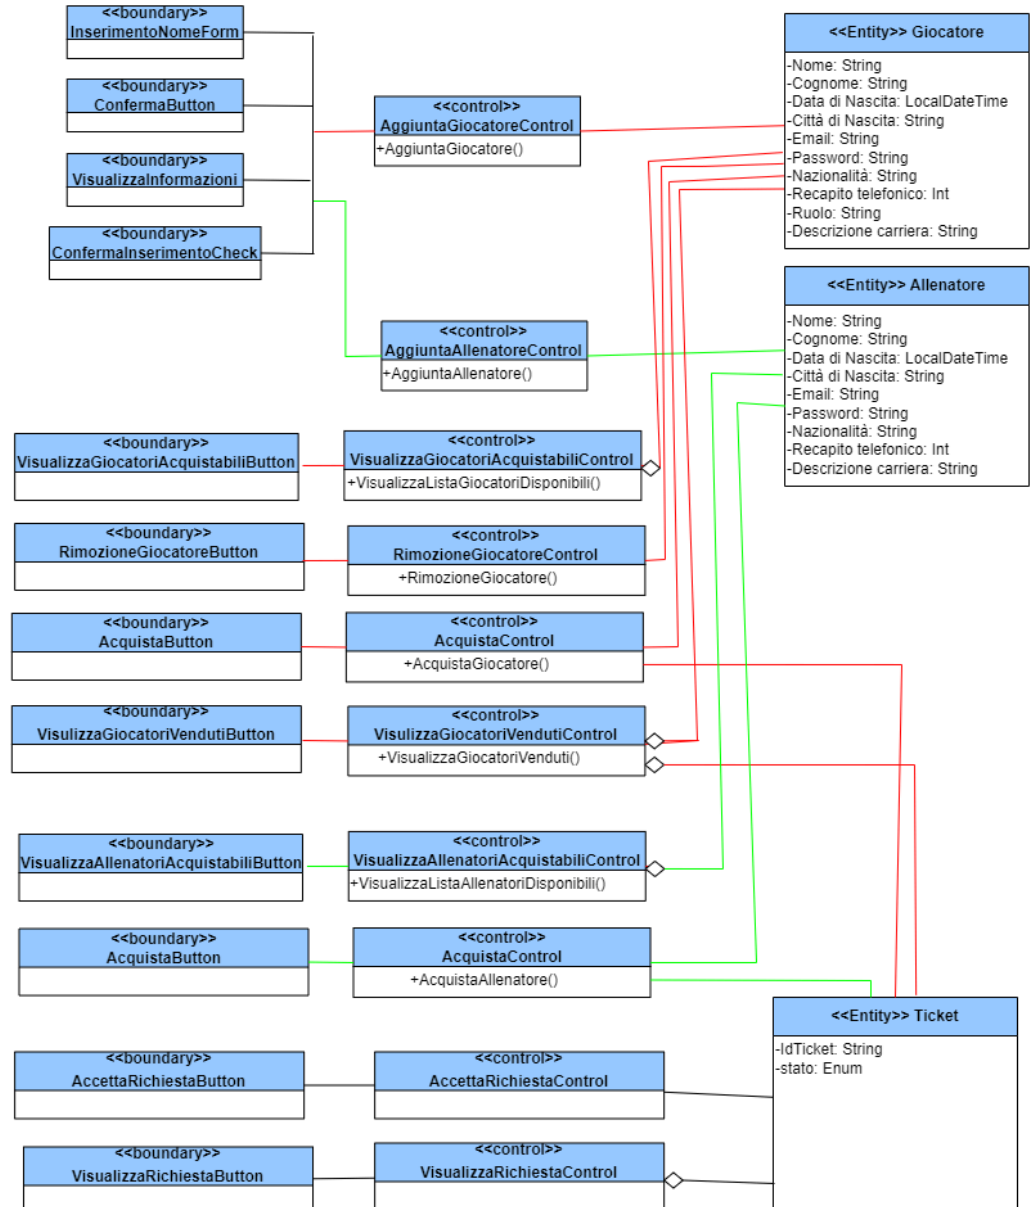 <<boundary>>
InserimentoNomeForm
<<boundary>>
ConfermaButton
<<boundary>>
VisualizzaInformazioni
<<boundary>>
ConfermaInserimentoCheck
<<control>>
AggiuntaGiocatoreControl
+AggiuntaGiocatore()
<<Entity>> Giocatore
-Nome: String
-Cognome: String
-Data di Nascita: LocalDateTime
-Città di Nascita: String
-Email: String
-Password: String
-Nazionalità: String
-Recapito telefonico: Int
-Ruolo: String
-Descrizione carriera: String
<<control>>
AggiuntaAllenatoreControl
+AggiuntaAllenatore()
<<Entity>> Allenatore
-Nome: String
-Cognome: String
-Data di Nascita: LocalDateTime
-Città di Nascita: String
-Email: String
-Password: String
-Nazionalità: String
-Recapito telefonico: Int
-Descrizione carriera: String
<<boundary>>
VisualizzaGiocatoriAcquistabiliButton
<<control>>
VisualizzaGiocatoriAcquistabiliControl
+VisualizzaListaGiocatoriDisponibili()
<<boundary>>
RimozioneGiocatoreButton
<<control>>
RimozioneGiocatoreControl
+RimozioneGiocatore()
<<boundary>>
AcquistaButton
<<control>>
AcquistaControl
+AcquistaGiocatore()
<<boundary>>
VisulizzaGiocatoriVendutiButton
<<control>>
VisulizzaGiocatoriVendutiControl
+VisualizzaGiocatoriVenduti()
<<boundary>>
VisualizzaAllenatoriAcquistabiliButton
<<control>>
VisualizzaAllenatoriAcquistabiliControl
+VisualizzaListaAllenatoriDisponibili()
<<boundary>>
AcquistaButton
<<control>>
AcquistaControl
+AcquistaAllenatore()
<<Entity>> Ticket
-IdTicket: String
-stato: Enum
<<boundary>>
AccettaRichiestaButton
<<control>>
AccettaRichiestaControl
<<boundary>>
VisualizzaRichiestaButton
<<control>>
VisualizzaRichiestaControl